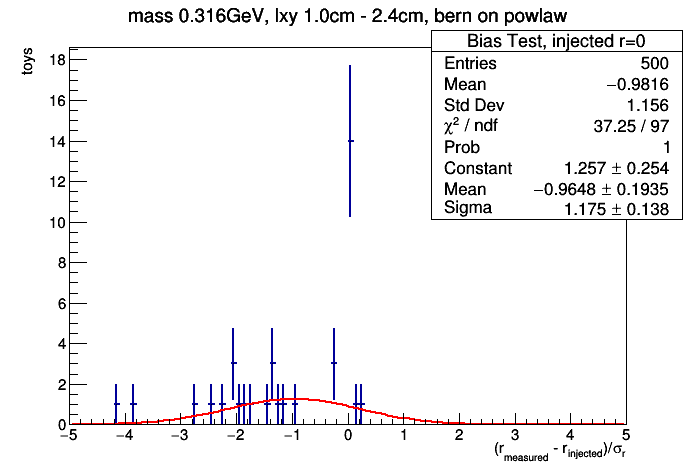 mass 0.316GeV, lxy 1.0cm - 2.4cm, bern on powlaw
toys
Bias Test, injected r=0
Entries 500
Mean −0.9816
Std Dev 1.156
χ² / ndf 37.25 / 97
Prob 1
Constant 1.257 ± 0.254
Mean −0.9648 ± 0.1935
Sigma 1.175 ± 0.138
18
16
14
12
10
8
6
4
2
0
−5 −4 −3 −2 −1 0 1 2 3 4 5
(r_measured - r_injected)/σ_r